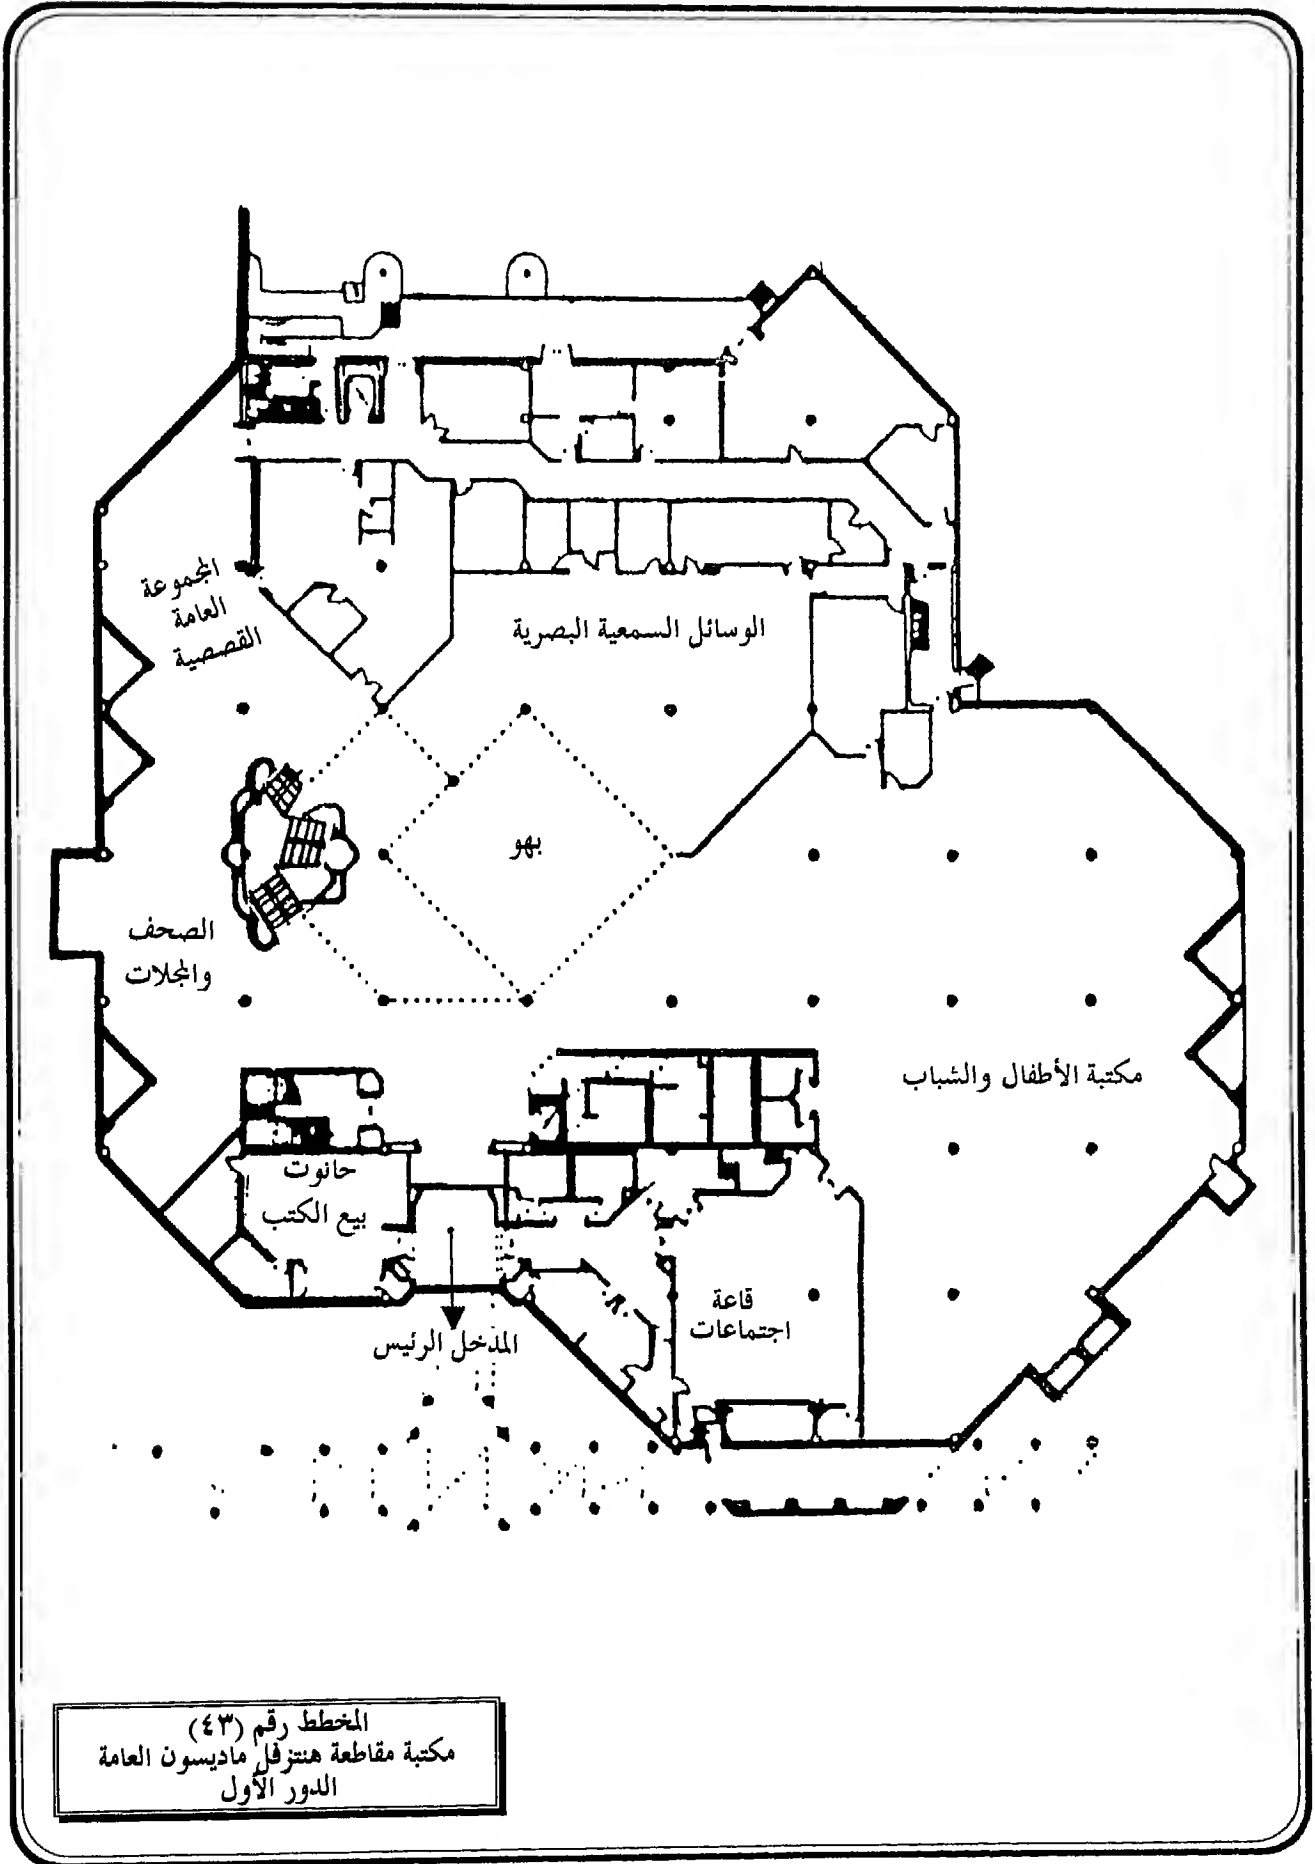 المجموعة
العامة
القصصية
الوسائل السمعية البصرية
بهو
الصحف
والمجلات
مكتبة الأطفال والشباب
حانوت
بيع الكتب
قاعة
اجتماعات
المدخل الرئيس
المخطط رقم (٤٣)
مكتبة مقاطعة هنتزفل ماديسون العامة
الدور الأول